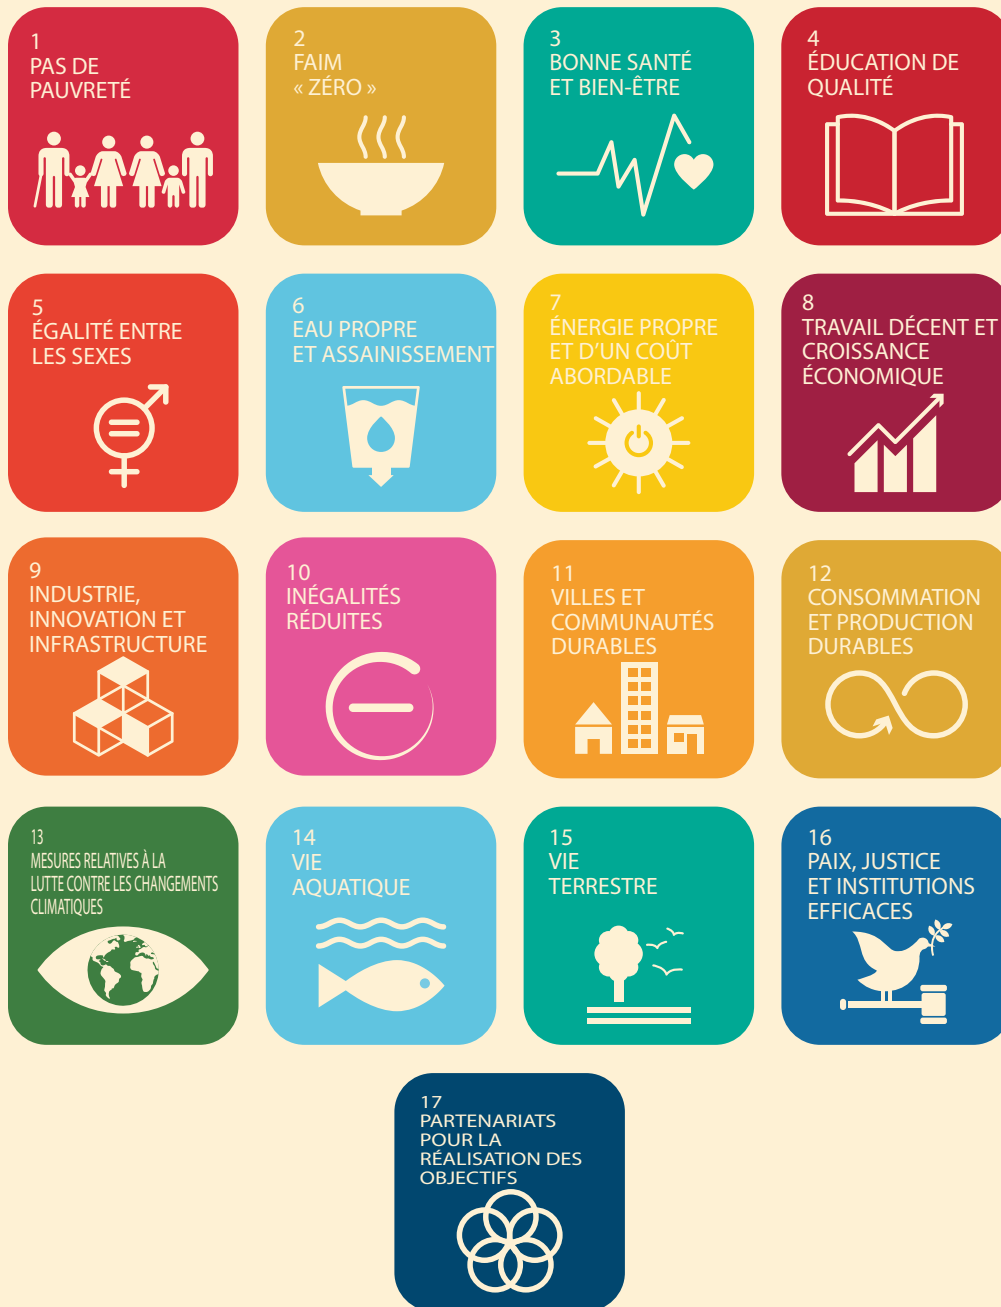 1
PAS DE
PAUVRETÉ
2
FAIM
« ZÉRO »
3
BONNE SANTÉ
ET BIEN-ÊTRE
4
ÉDUCATION DE
QUALITÉ
5
ÉGALITÉ ENTRE
LES SEXES
6
EAU PROPRE
ET ASSAINISSEMENT
7
ÉNERGIE PROPRE
ET D’UN COÛT
ABORDABLE
8
TRAVAIL DÉCENT ET
CROISSANCE
ÉCONOMIQUE
9
INDUSTRIE,
INNOVATION ET
INFRASTRUCTURE
10
INÉGALITÉS
RÉDUITES
11
VILLES ET
COMMUNAUTÉS
DURABLES
12
CONSOMMATION
ET PRODUCTION
DURABLES
13
MESURES RELATIVES À LA
LUTTE CONTRE LES CHANGEMENTS
CLIMATIQUES
14
VIE
AQUATIQUE
15
VIE
TERRESTRE
16
PAIX, JUSTICE
ET INSTITUTIONS
EFFICACES
17
PARTENARIATS
POUR LA
RÉALISATION DES
OBJECTIFS